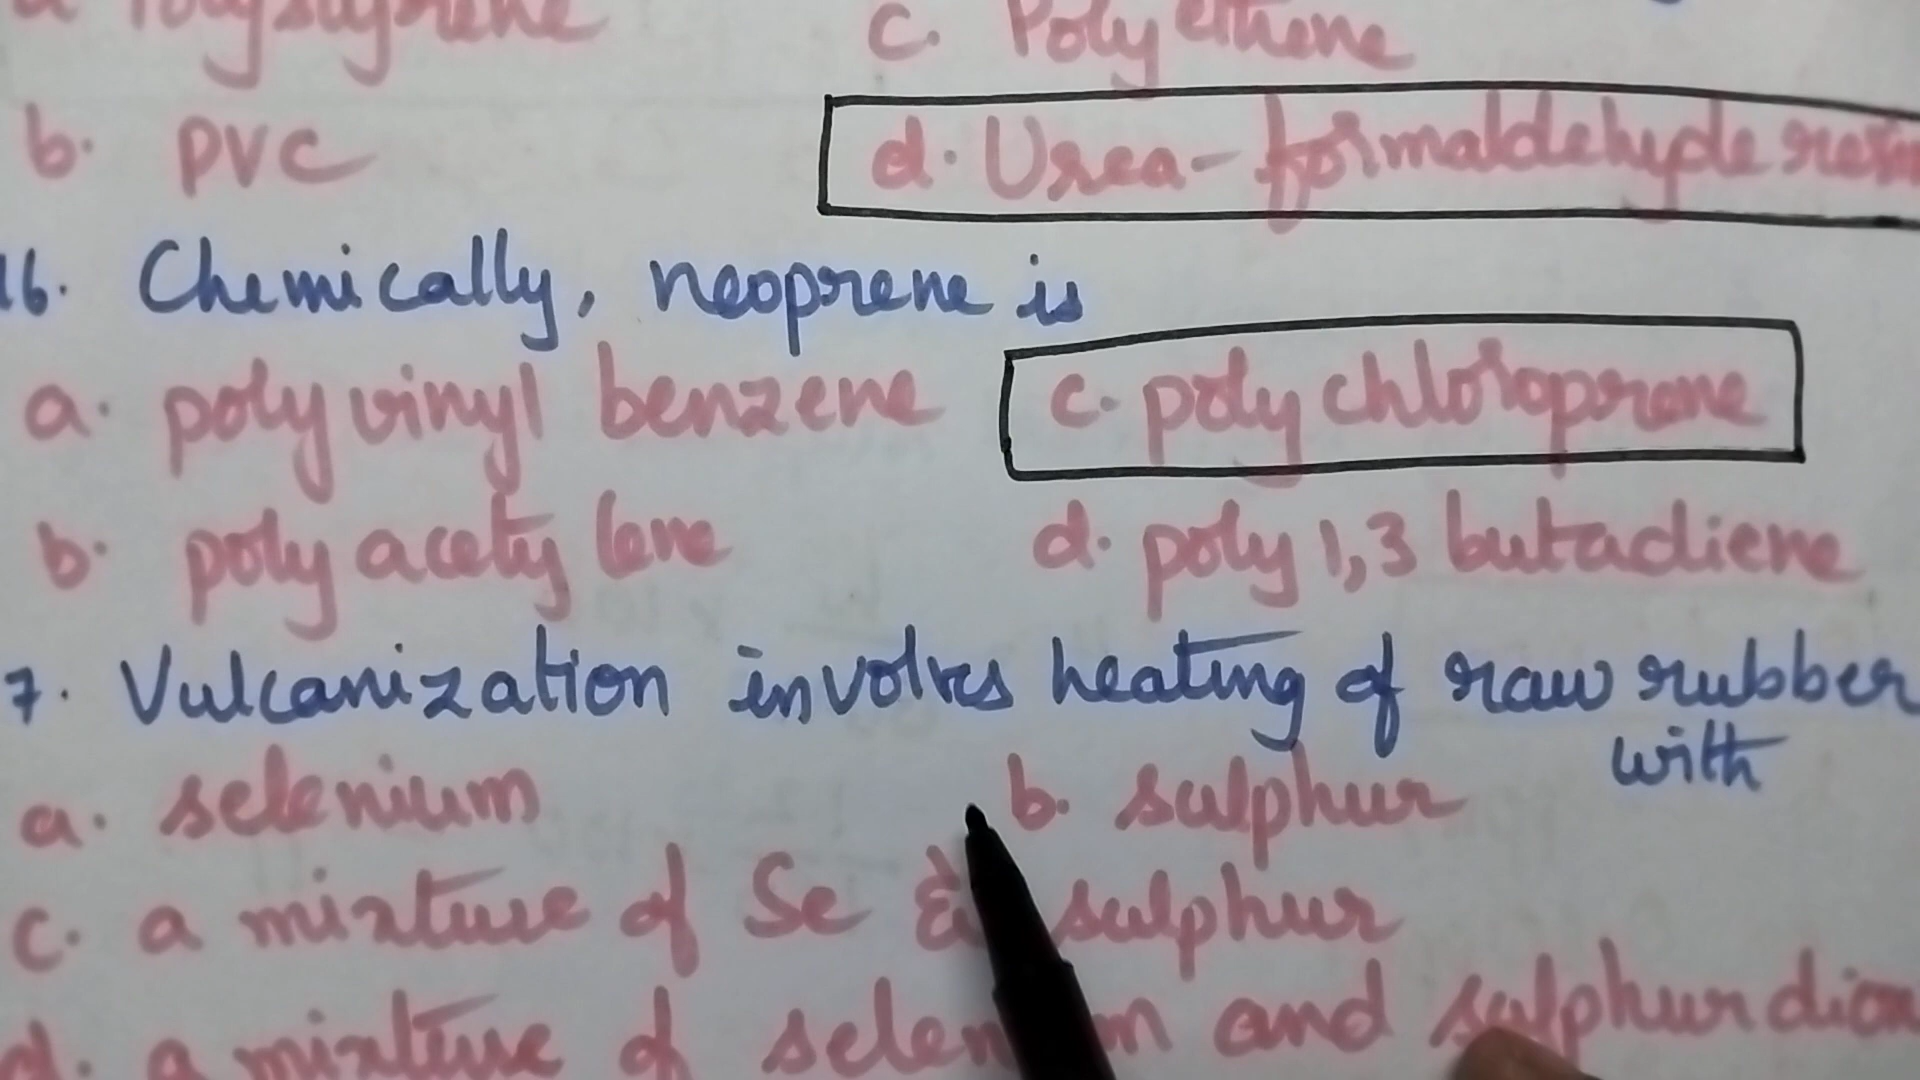 c. Polyethene
b. PVC d. Urea-formaldehyde resin
16. Chemically, neoprene is
a. polyvinyl benzene c. polychloroprene
b. polyacetylene d. poly 1,3 butadiene
7. Vulcanization involves heating of raw rubber
with
a. selenium b. sulphur
c. a mixture of Se & sulphur
d. a mixture of and